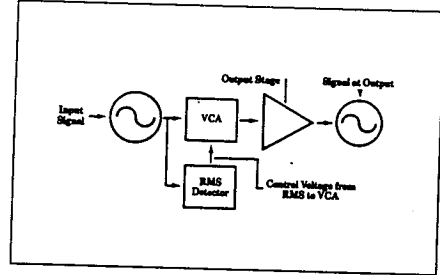 Output Stage
Signal at Output
Input
Signal
VCA
RMS
Detector
Control Voltage from
RMS to VCA